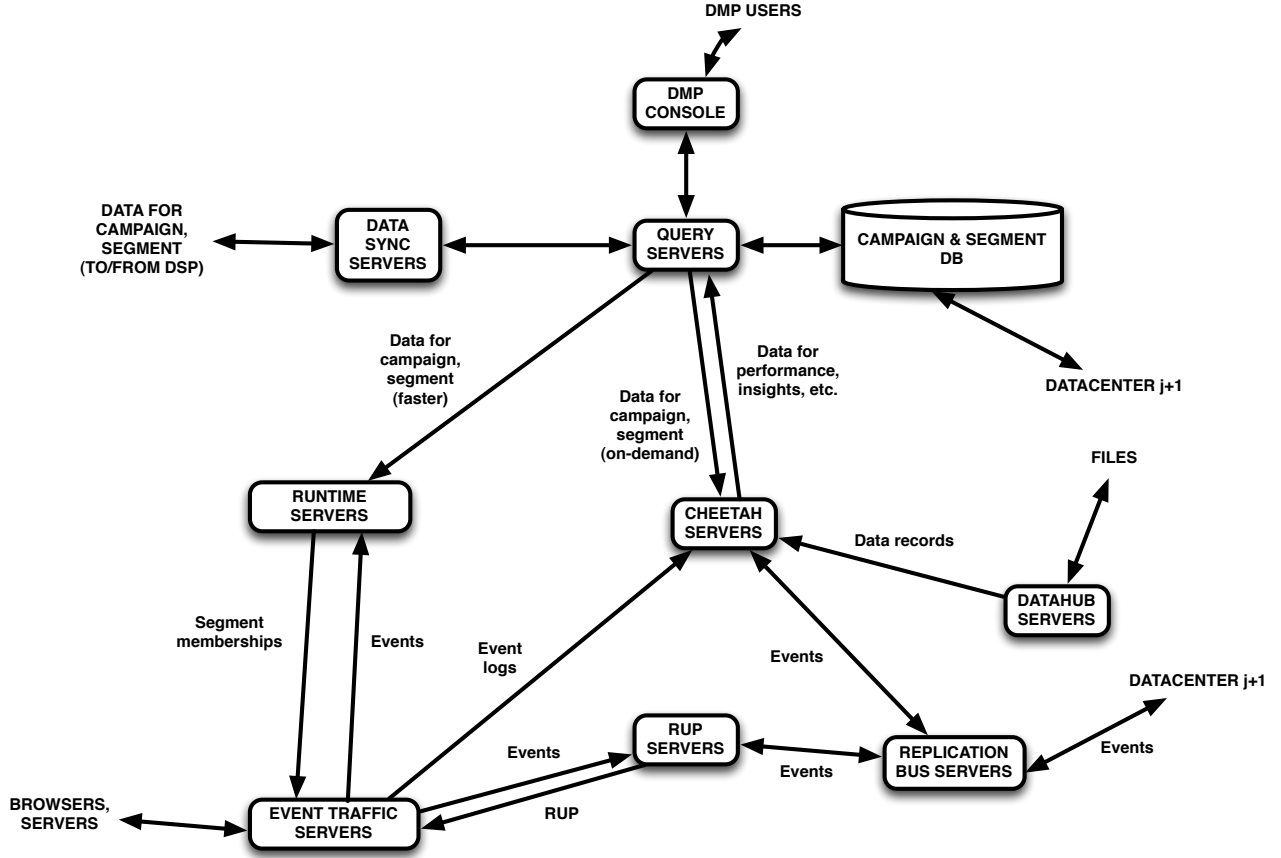 DMP USERS
DMP
CONSOLE
DATA FOR
CAMPAIGN,
SEGMENT
(TO/FROM DSP)
DATA
SYNC
SERVERS
QUERY
SERVERS
CAMPAIGN & SEGMENT
DB
Data for
campaign,
segment
(faster)
Data for
performance,
insights, etc.
DATACENTER j+1
Data for
campaign,
segment
(on-demand)
FILES
RUNTIME
SERVERS
CHEETAH
SERVERS
Data records
DATAHUB
SERVERS
Segment
memberships
Events
Event
logs
Events
DATACENTER j+1
RUP
SERVERS
REPLICATION
BUS SERVERS
Events
Events
Events
BROWSERS,
SERVERS
EVENT TRAFFIC
SERVERS
RUP